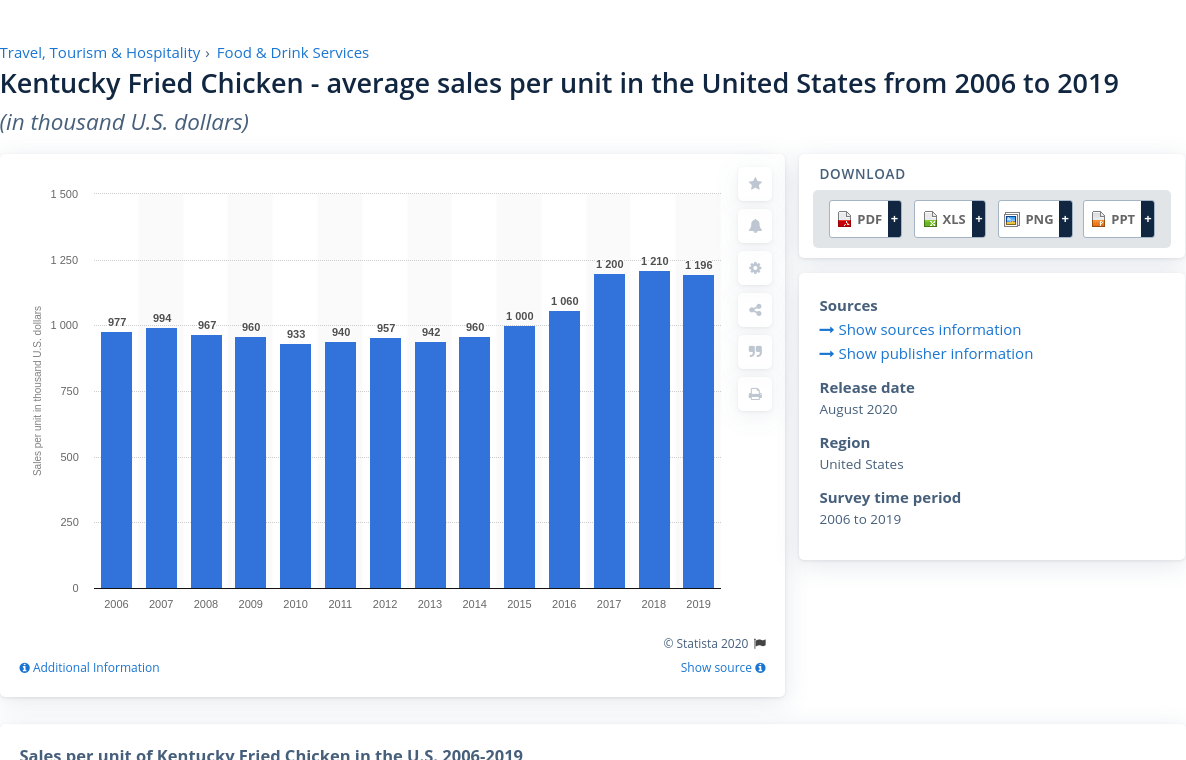 Travel, Tourism & Hospitality › Food & Drink Services
Kentucky Fried Chicken - average sales per unit in the United States from 2006 to 2019
(in thousand U.S. dollars)
Sales per unit in thousand U.S. dollars
1 500
1 250
1 000
750
500
250
0
977
994
967
960
933
940
957
942
960
1 000
1 060
1 200
1 210
1 196
2006 2007 2008 2009 2010 2011 2012 2013 2014 2015 2016 2017 2018 2019
© Statista 2020
Additional Information
Show source
DOWNLOAD
PDF + XLS + PNG + PPT +
Sources
Show sources information
Show publisher information
Release date
August 2020
Region
United States
Survey time period
2006 to 2019
Sales per unit of Kentucky Fried Chicken in the U.S. 2006-2019